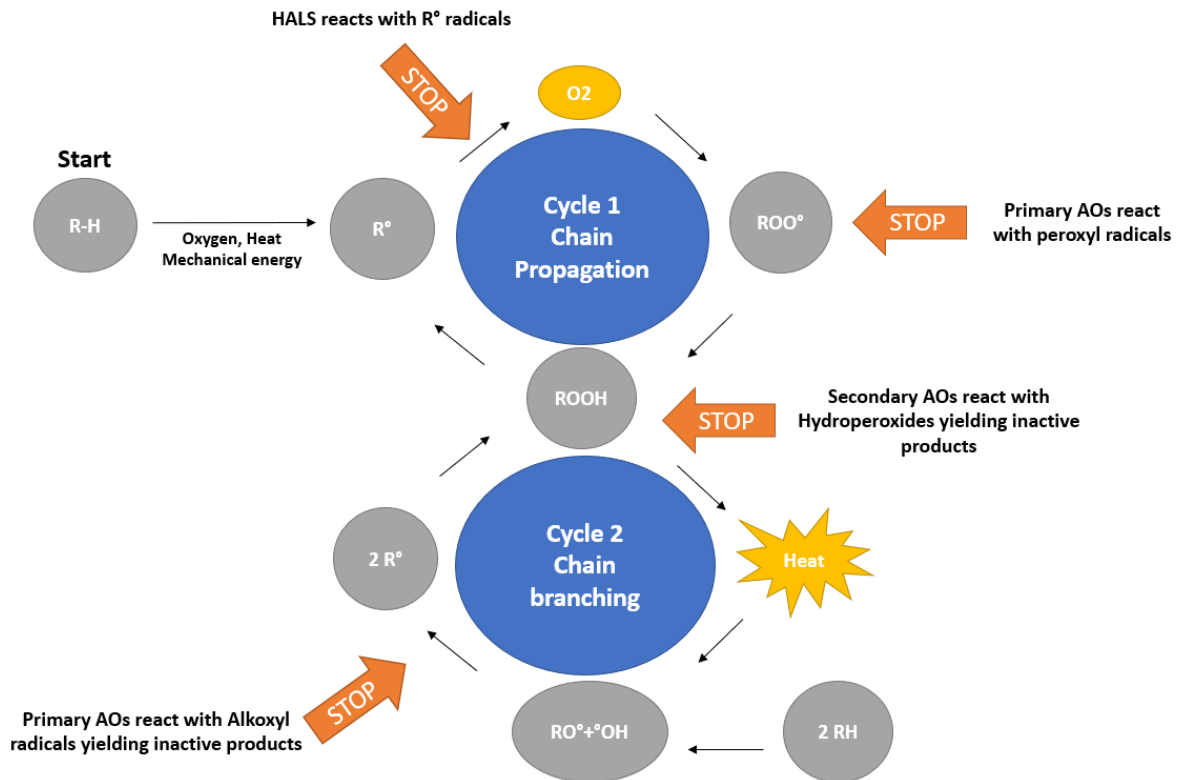 HALS reacts with R° radicals
STOP
O2
Start
R-H
Oxygen, Heat
Mechanical energy
R°
Cycle 1
Chain
Propagation
ROO°
STOP
Primary AOs react
with peroxyl radicals
ROOH
STOP
Secondary AOs react with
Hydroperoxides yielding inactive
products
2 R°
Cycle 2
Chain
branching
Heat
Primary AOs react with Alkoxyl
radicals yielding inactive products
STOP
RO°+°OH
2 RH